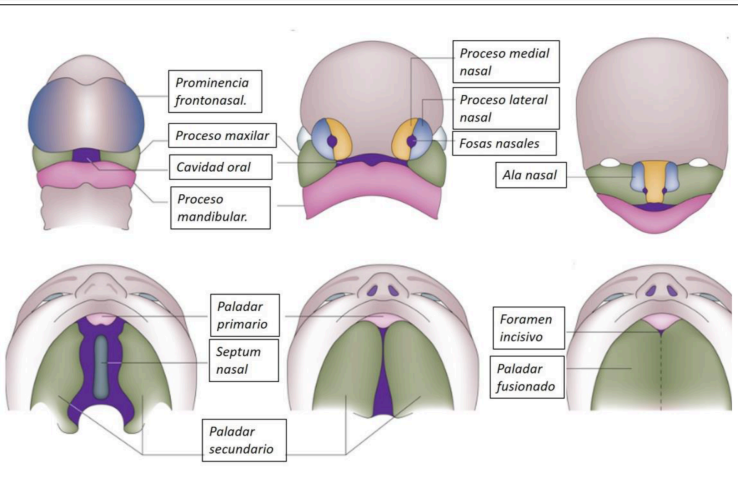 Prominencia
frontonasal.
Proceso maxilar
Cavidad oral
Proceso
mandibular.
Proceso medial
nasal
Proceso lateral
nasal
Fosas nasales
Ala nasal
Paladar
primario
Septum
nasal
Paladar
secundario
Foramen
incisivo
Paladar
fusionado